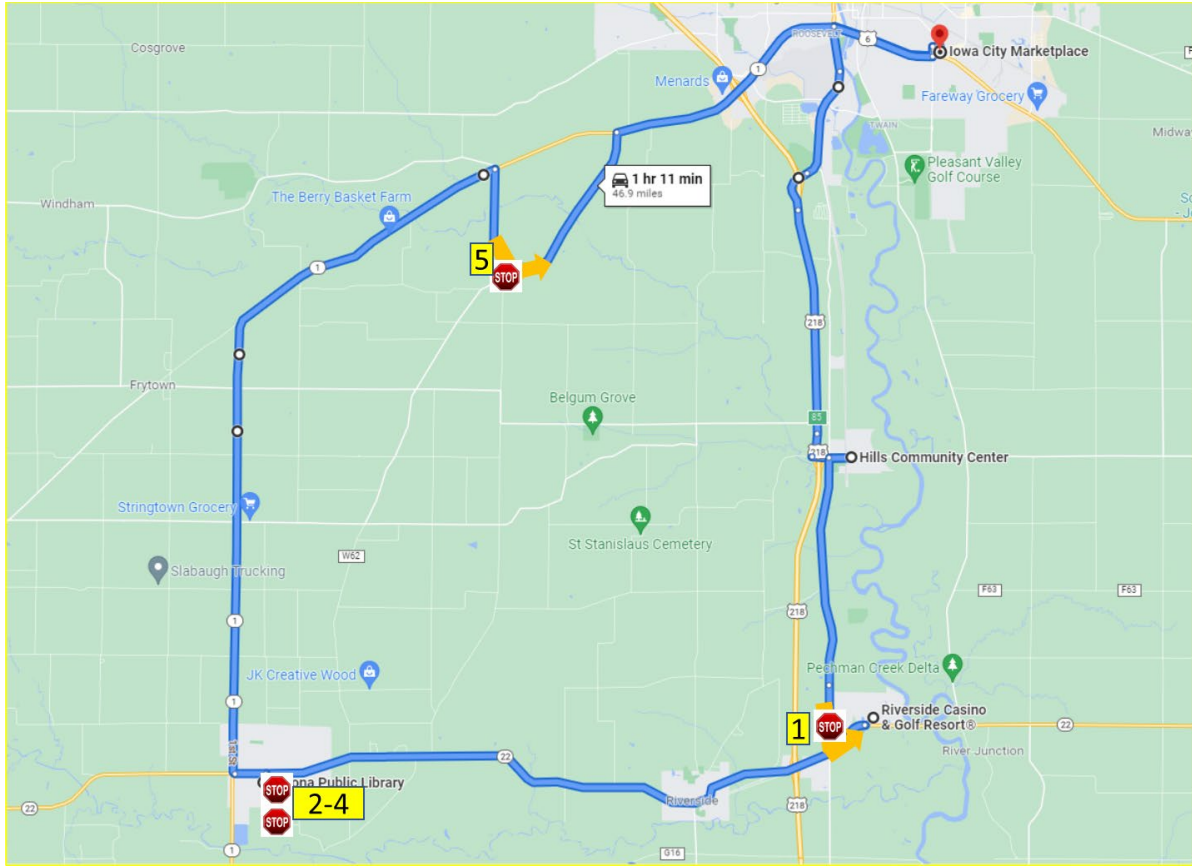 Cosgrove
ROOSEVELT
6
Iowa City Marketplace
F
1
Menards
Fareway Grocery
TWAIN
Midway
1 hr 11 min
46.9 miles
Pleasant Valley
Golf Course
The Berry Basket Farm
Windham
5
STOP
1
218
Frytown
Belgum Grove
85
218
Hills Community Center
Stringtown Grocery
St Stanislaus Cemetery
W62
Slabaugh Trucking
F63
F63
218
1
Pechman Creek Delta
JK Creative Wood
1
1
STOP
Riverside Casino
& Golf Resort®
22
River Junction
1st St
22
ona Public Library
STOP
2-4
STOP
Riverside
218
22
1
G16